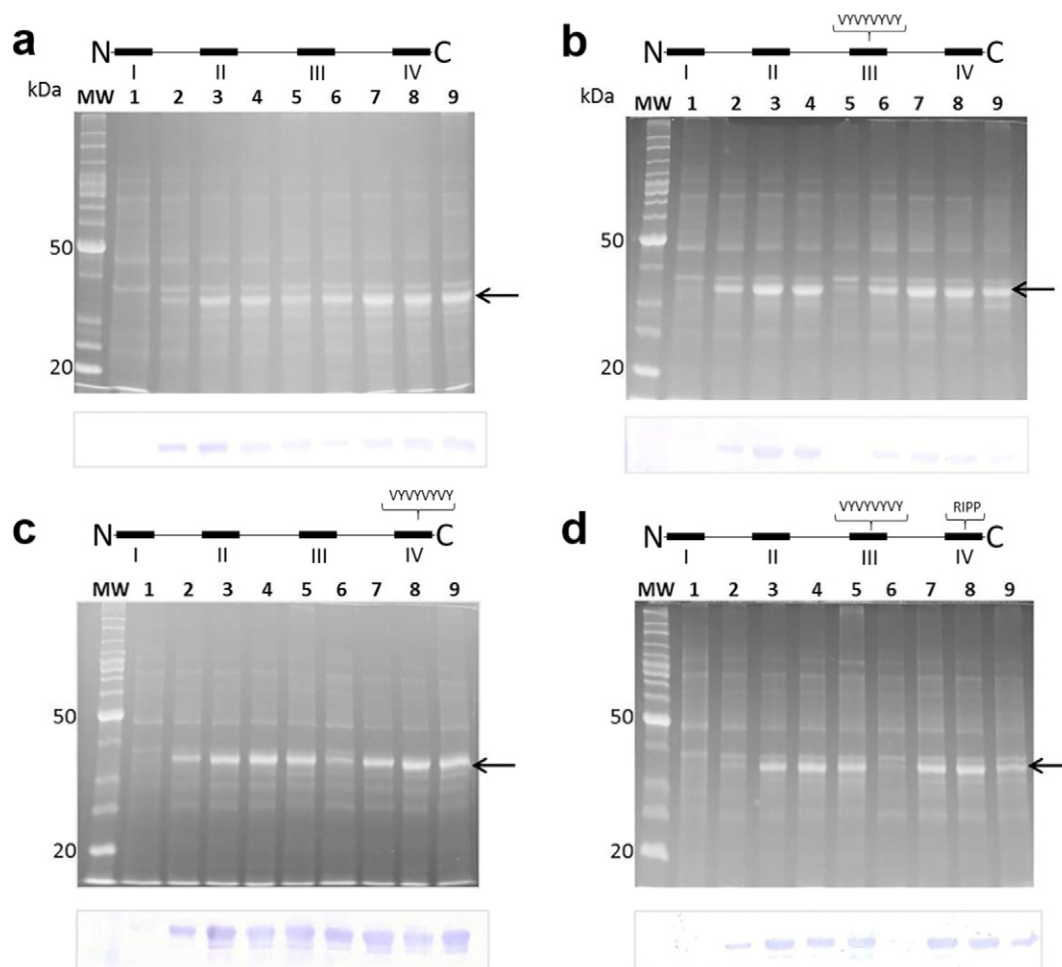 a
N C
I II III IV
kDa MW 1 2 3 4 5 6 7 8 9
50
20
b
VYVYVYVY
N C
I II III IV
kDa MW 1 2 3 4 5 6 7 8 9
50
20
c
VYVYVYVY
N C
I II III IV
MW 1 2 3 4 5 6 7 8 9
50
20
d
VYVYVYVY RIPP
N C
I II III IV
MW 1 2 3 4 5 6 7 8 9
50
20